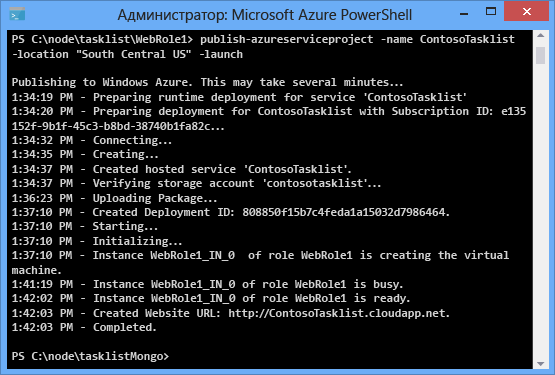 Администратор: Microsoft Azure PowerShell
PS C:\node\tasklist\WebRole1> publish-azureserviceproject -name ContosoTasklist
-location "South Central US" -launch
Publishing to Windows Azure. This may take several minutes...
1:34:19 PM - Preparing runtime deployment for service 'ContosoTasklist'
1:34:20 PM - Preparing deployment for ContosoTasklist with Subscription ID: e135
152f-9b1f-45c3-b8bd-38740b1fa82c...
1:34:32 PM - Connecting...
1:34:35 PM - Creating...
1:34:37 PM - Created hosted service 'ContosoTasklist'.
1:34:37 PM - Verifying storage account 'contosotasklist'...
1:36:23 PM - Uploading Package...
1:37:10 PM - Created Deployment ID: 808850f15b7c4feda1a15032d7986464.
1:37:10 PM - Starting...
1:37:10 PM - Initializing...
1:37:10 PM - Instance WebRole1_IN_0  of role WebRole1 is creating the virtual
machine.
1:41:19 PM - Instance WebRole1_IN_0 of role WebRole1 is busy.
1:42:02 PM - Instance WebRole1_IN_0 of role WebRole1 is ready.
1:42:03 PM - Created Website URL: http://ContosoTasklist.cloudapp.net.
1:42:03 PM - Completed.
PS C:\node\tasklistMongo>